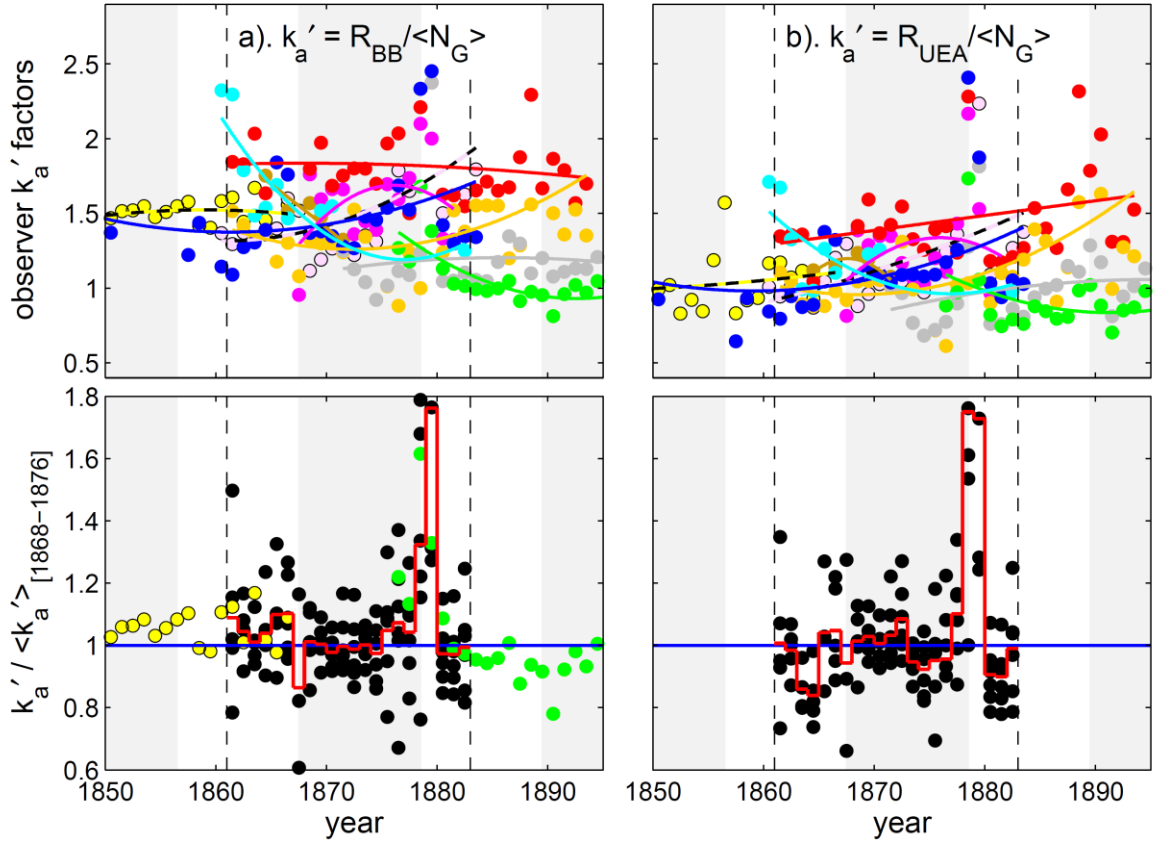 a). k_a′ = R_BB/<N_G>
b). k_a′ = R_UEA/<N_G>
observer k_a′ factors
2.5
2
1.5
1
0.5
k_a′ / <k_a′>_[1868−1876]
1.8
1.6
1.4
1.2
1
0.8
0.6
1850 1860 1870 1880 1890
1850 1860 1870 1880 1890
year
year